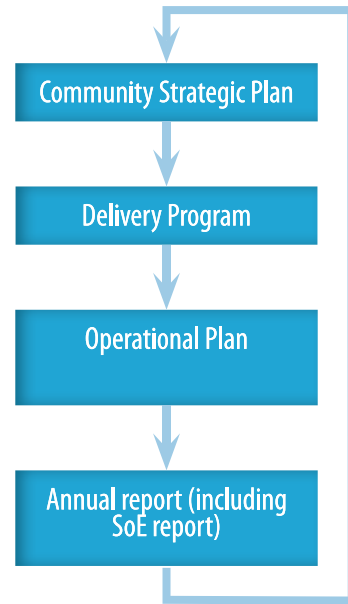 Community Strategic Plan
Delivery Program
Operational Plan
Annual report (including
SoE report)